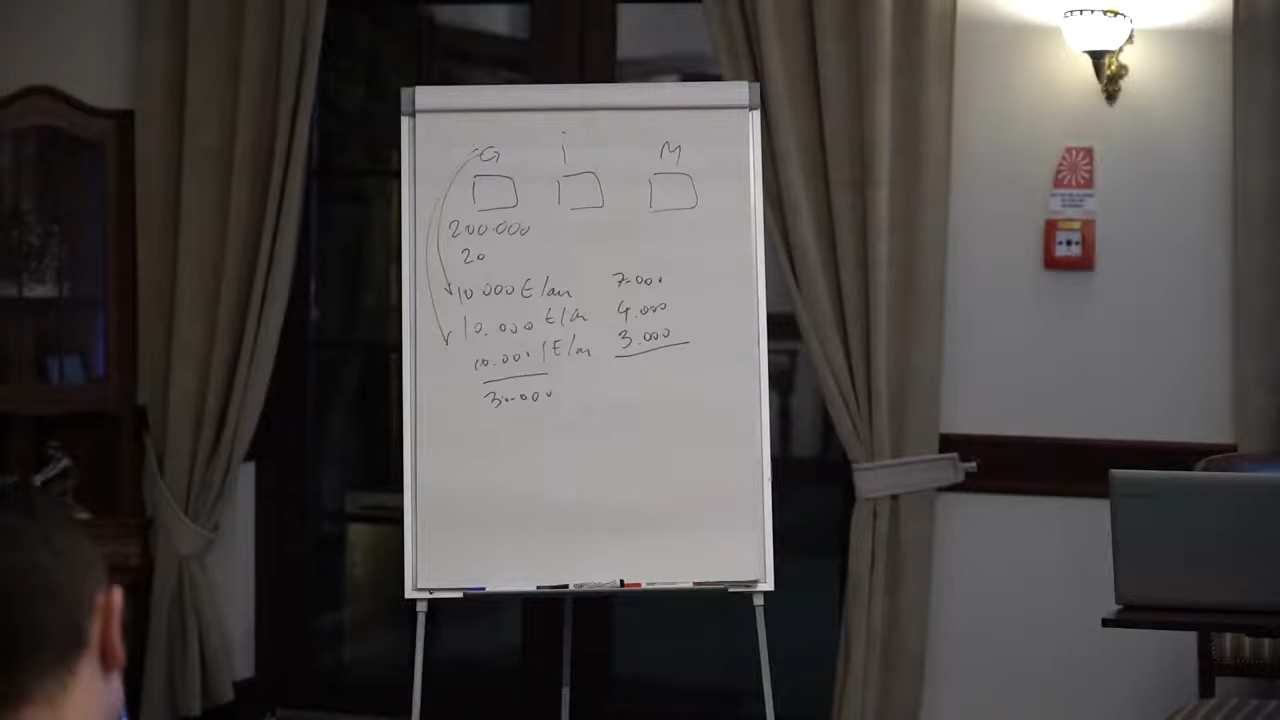 G i M
200.000
20
10 000 €/an 7.000
10.000 €/an 4.000
10.000 €/an 3.000
30.000